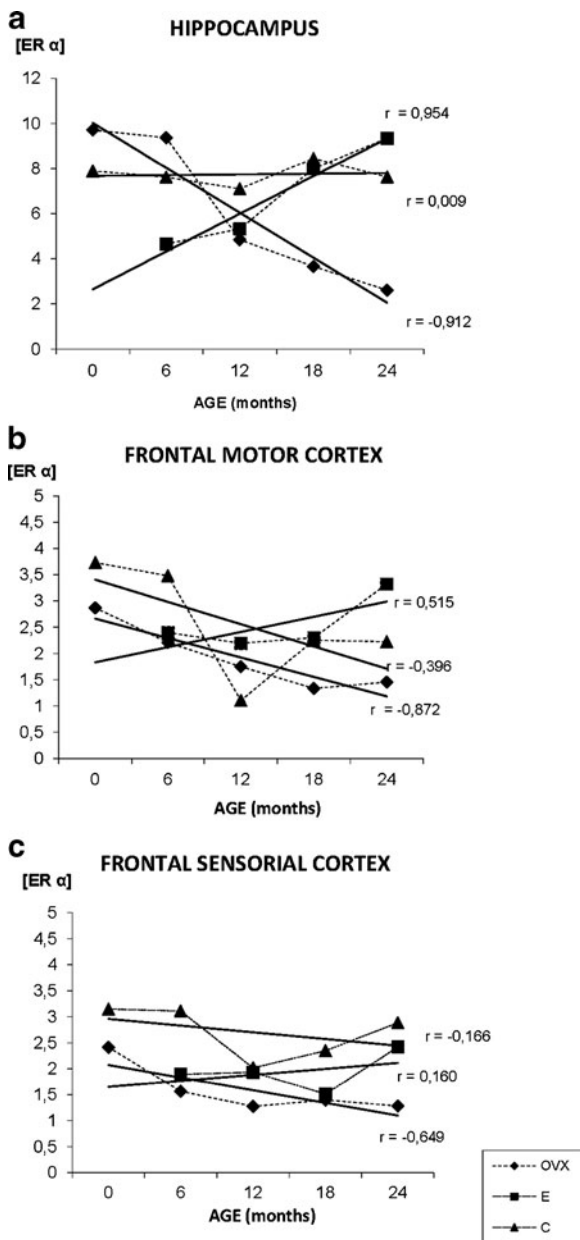 a
HIPPOCAMPUS
[ER α]
12
10
8
6
4
2
0
r = 0,954
r = 0,009
r = -0,912
0 6 12 18 24
AGE (months)
b
FRONTAL MOTOR CORTEX
[ER α]
5
4,5
4
3,5
3
2,5
2
1,5
1
0,5
0
r = 0,515
r = -0,396
r = -0,872
0 6 12 18 24
AGE (months)
c
FRONTAL SENSORIAL CORTEX
[ER α]
5
4,5
4
3,5
3
2,5
2
1,5
1
0,5
0
r = -0,166
r = 0,160
r = -0,649
0 6 12 18 24
AGE (months)
OVX
E
C